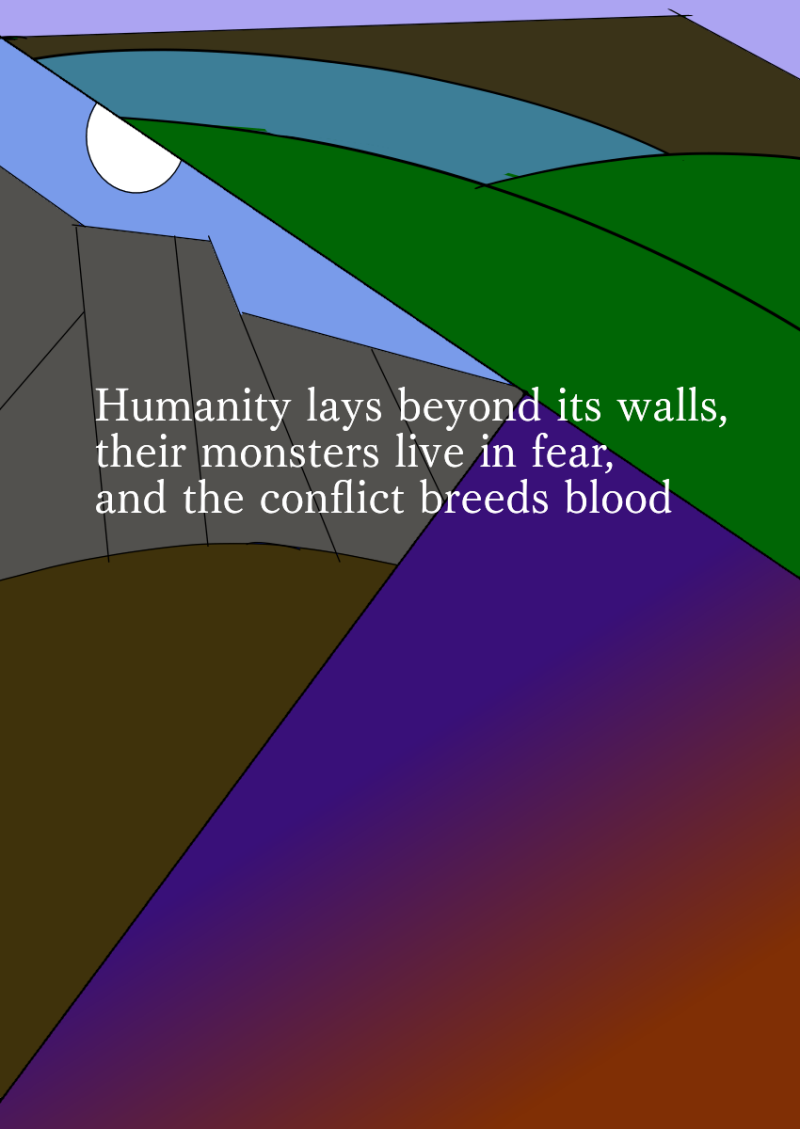 Humanity lays beyond its walls,
their monsters live in fear,
and the conflict breeds blood